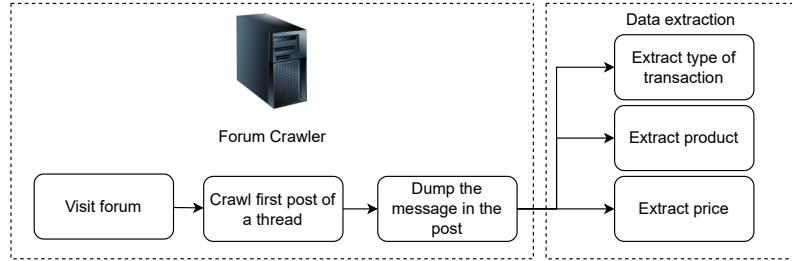 Forum Crawler
Visit forum
Crawl first post of
a thread
Dump the
message in the
post
Data extraction
Extract type of
transaction
Extract product
Extract price